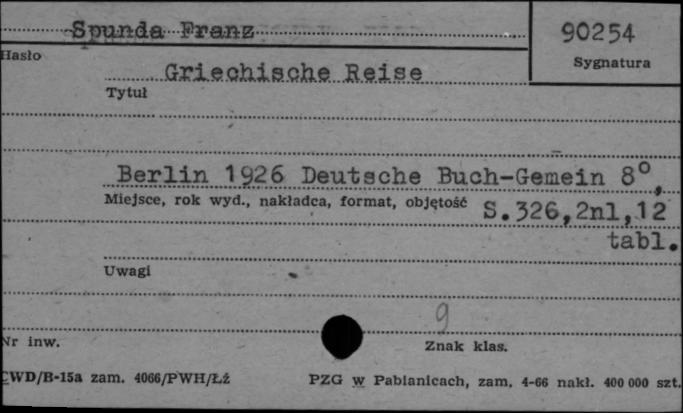 Spunda Franz
90254
Hasło
Sygnatura
Griechische Reise
Tytuł
Berlin 1926 Deutsche Buch-Gemein 8°,
Miejsce, rok wyd., nakładca, format, objętość
S.326,2nl,12
tabl.
Uwagi
9
Nr inw.
Znak klas.
CWD/B-15a zam. 4066/PWH/Łż
PZG w Pabianicach, zam. 4-66 nakł. 400 000 szt.